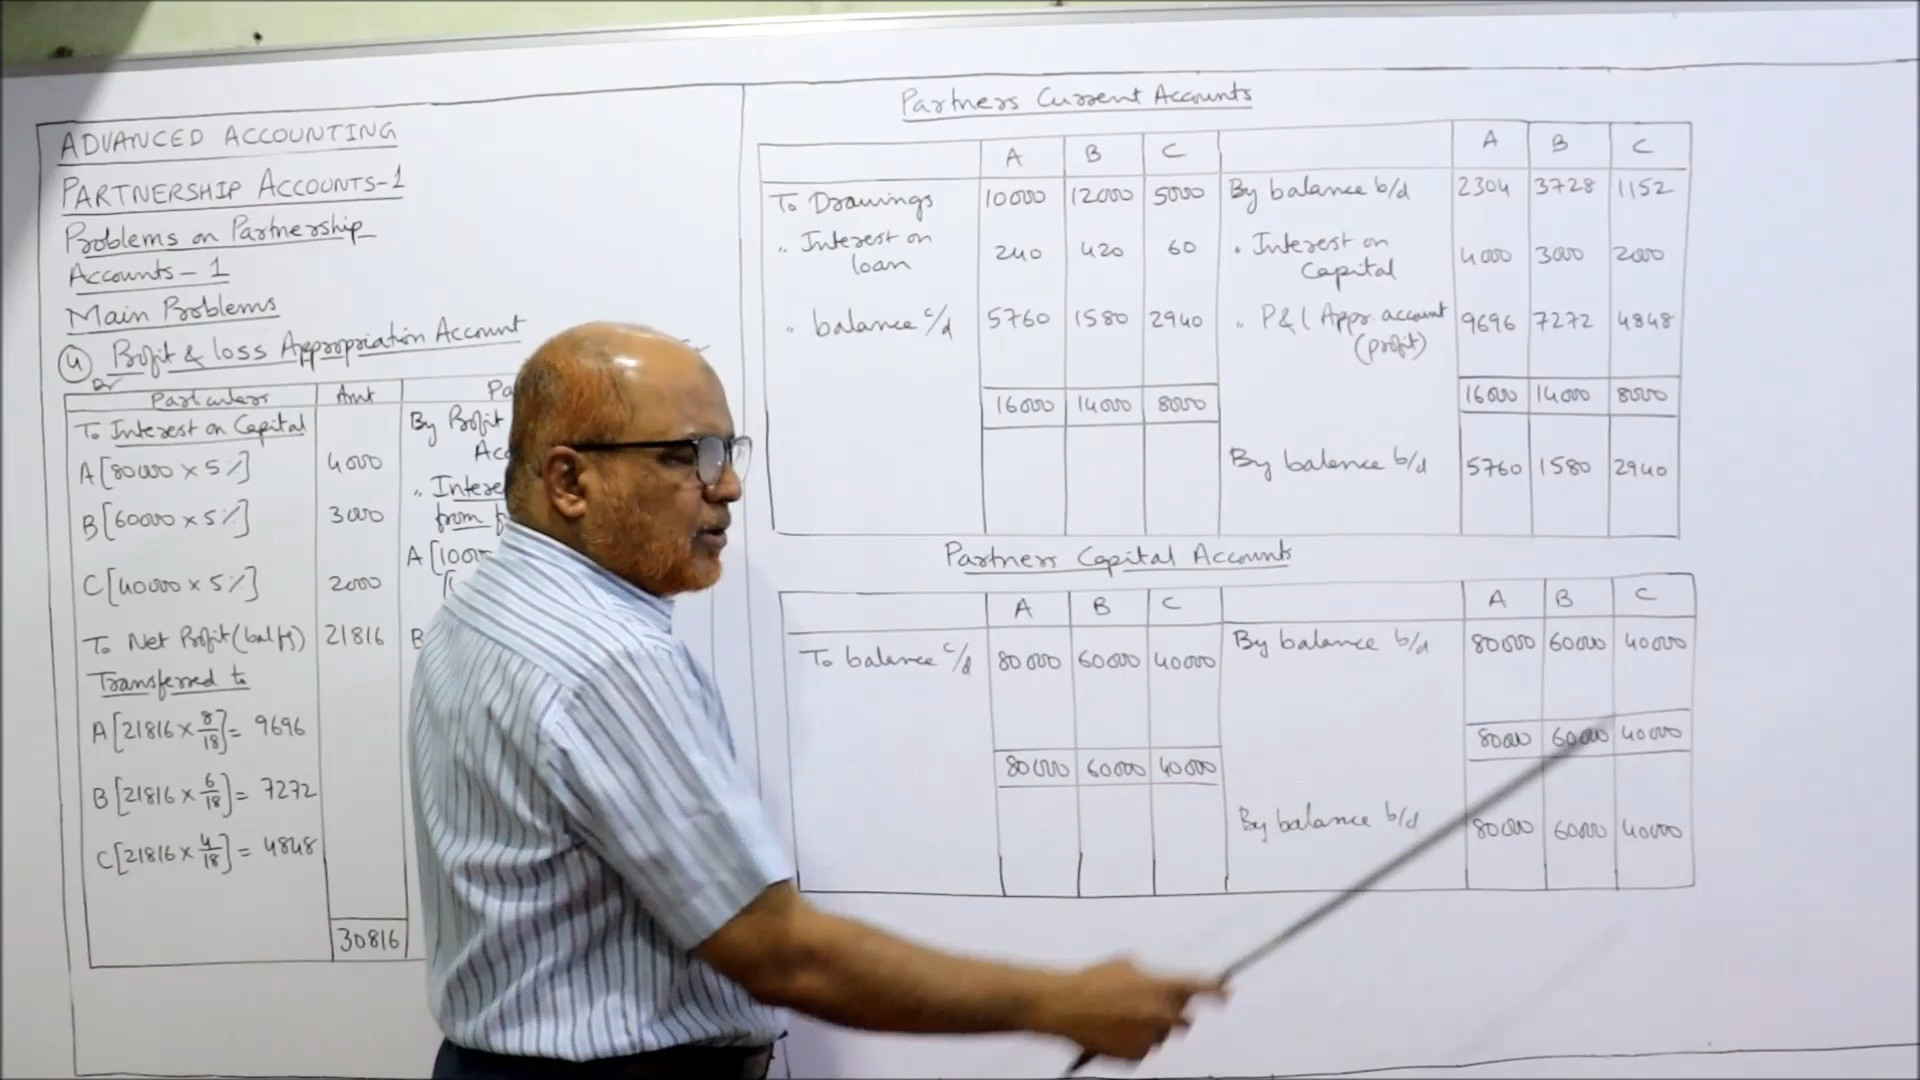 ADVANCED ACCOUNTING
PARTNERSHIP ACCOUNTS-1
Problems on Partnership
Accounts-1
Main Problems
4 Profit & loss Appropriation Account
Dr
Particulars Amt
To Interest on Capital
A [80000 × 5%] 4000
B [60000 × 5%] 3000
C [40000 × 5%] 2000
To Net Profit (bal fg) 21816
Transferred to
A [21816 × 8/18] = 9696
B [21816 × 6/18] = 7272
C [21816 × 4/18] = 4848
30816
By Profit
A [1000
B
Partners Current Accounts
A B C A B C
To Drawings 10000 12000 5000 By balance b/d 2304 3728 1152
" Interest on loan 240 420 60 " Interest on Capital 4000 3000 2000
" balance c/d 5760 1580 2940 " P&L Appr. account (profit) 9696 7272 4848
16000 14000 8000 16000 14000 8000
By balance b/d 5760 1580 2940
Partners Capital Accounts
A B C A B C
To balance c/d 80000 60000 40000 By balance b/d 80000 60000 40000
80000 60000 40000 80000 60000 40000
By balance b/d 80000 60000 40000